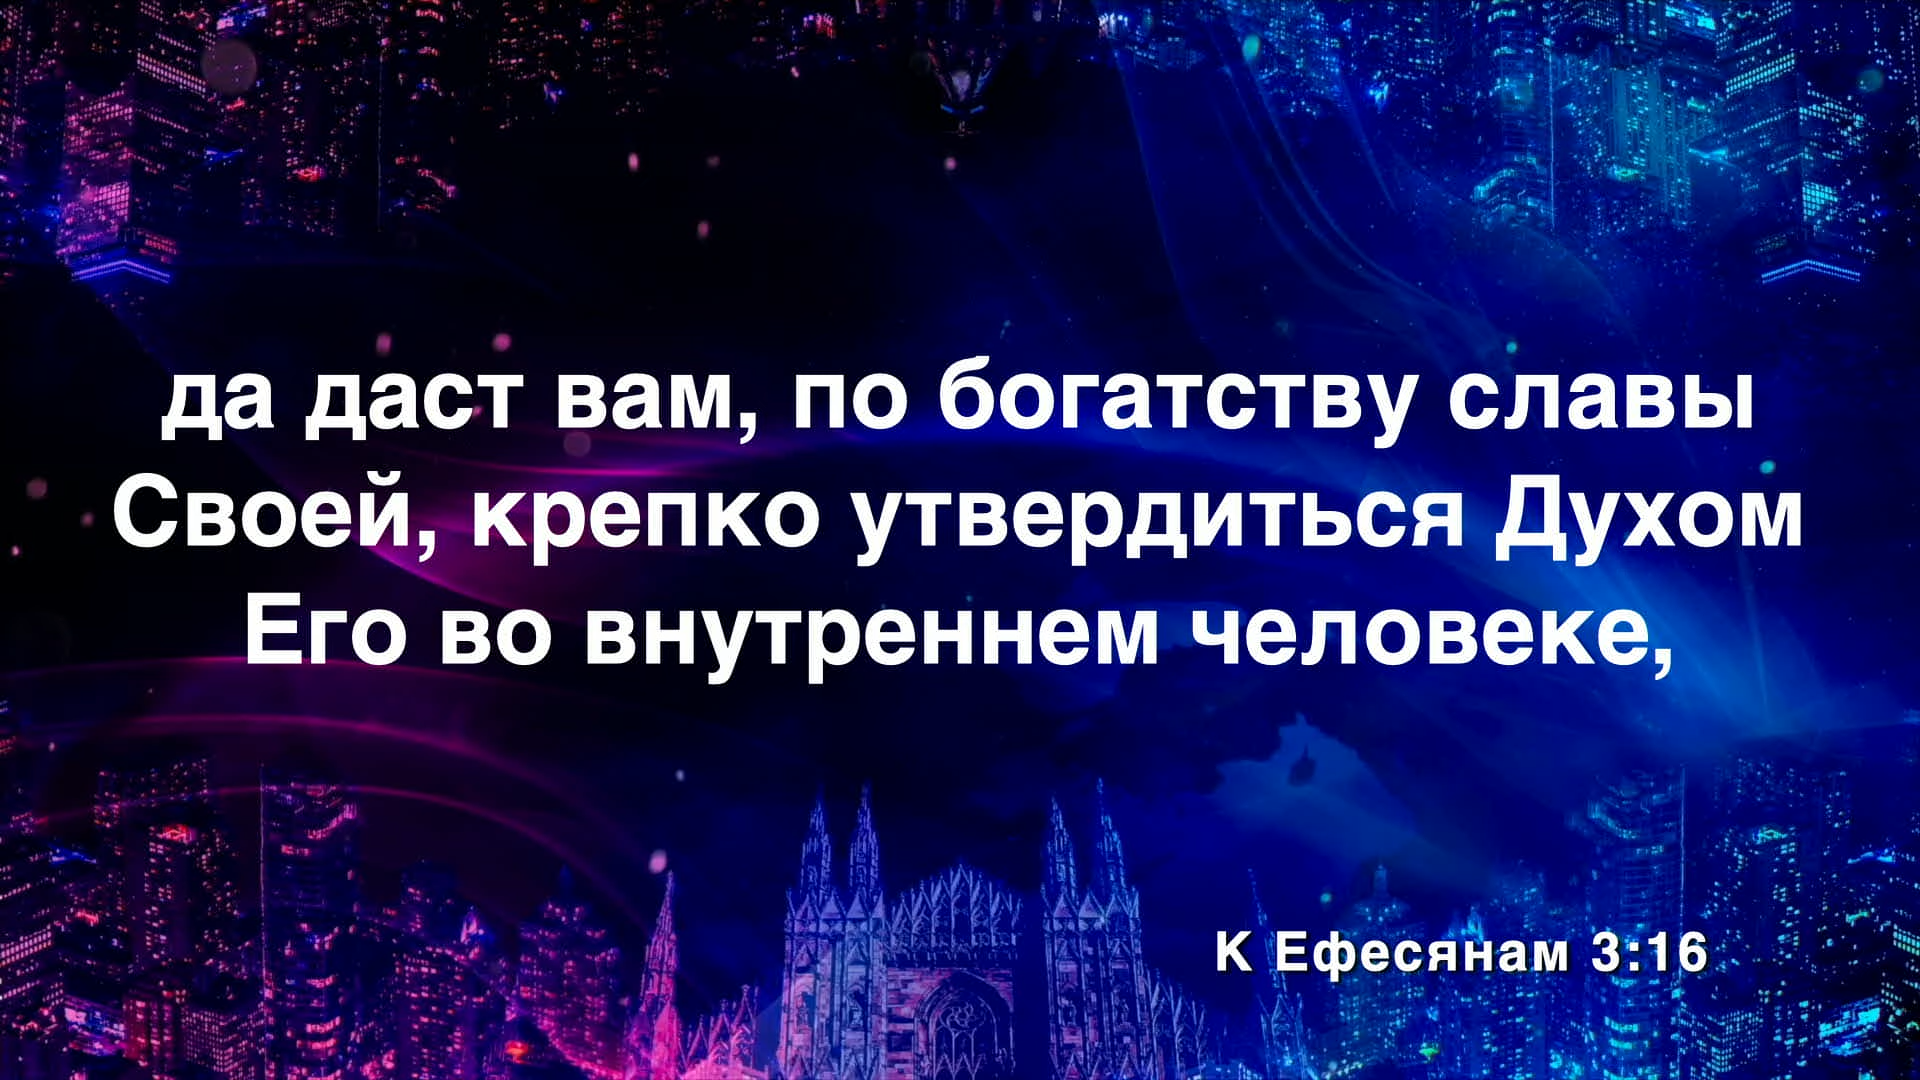 да даст вам, по богатству славы
Своей, крепко утвердиться Духом
Его во внутреннем человеке,
К Ефесянам 3:16